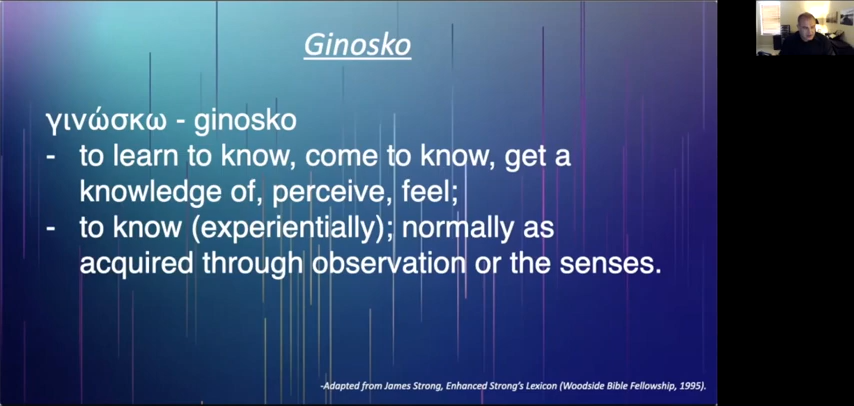 Ginosko
γινώσκω - ginosko
- to learn to know, come to know, get a
knowledge of, perceive, feel;
- to know (experientially); normally as
acquired through observation or the senses.
-Adapted from James Strong, Enhanced Strong's Lexicon (Woodside Bible Fellowship, 1995).